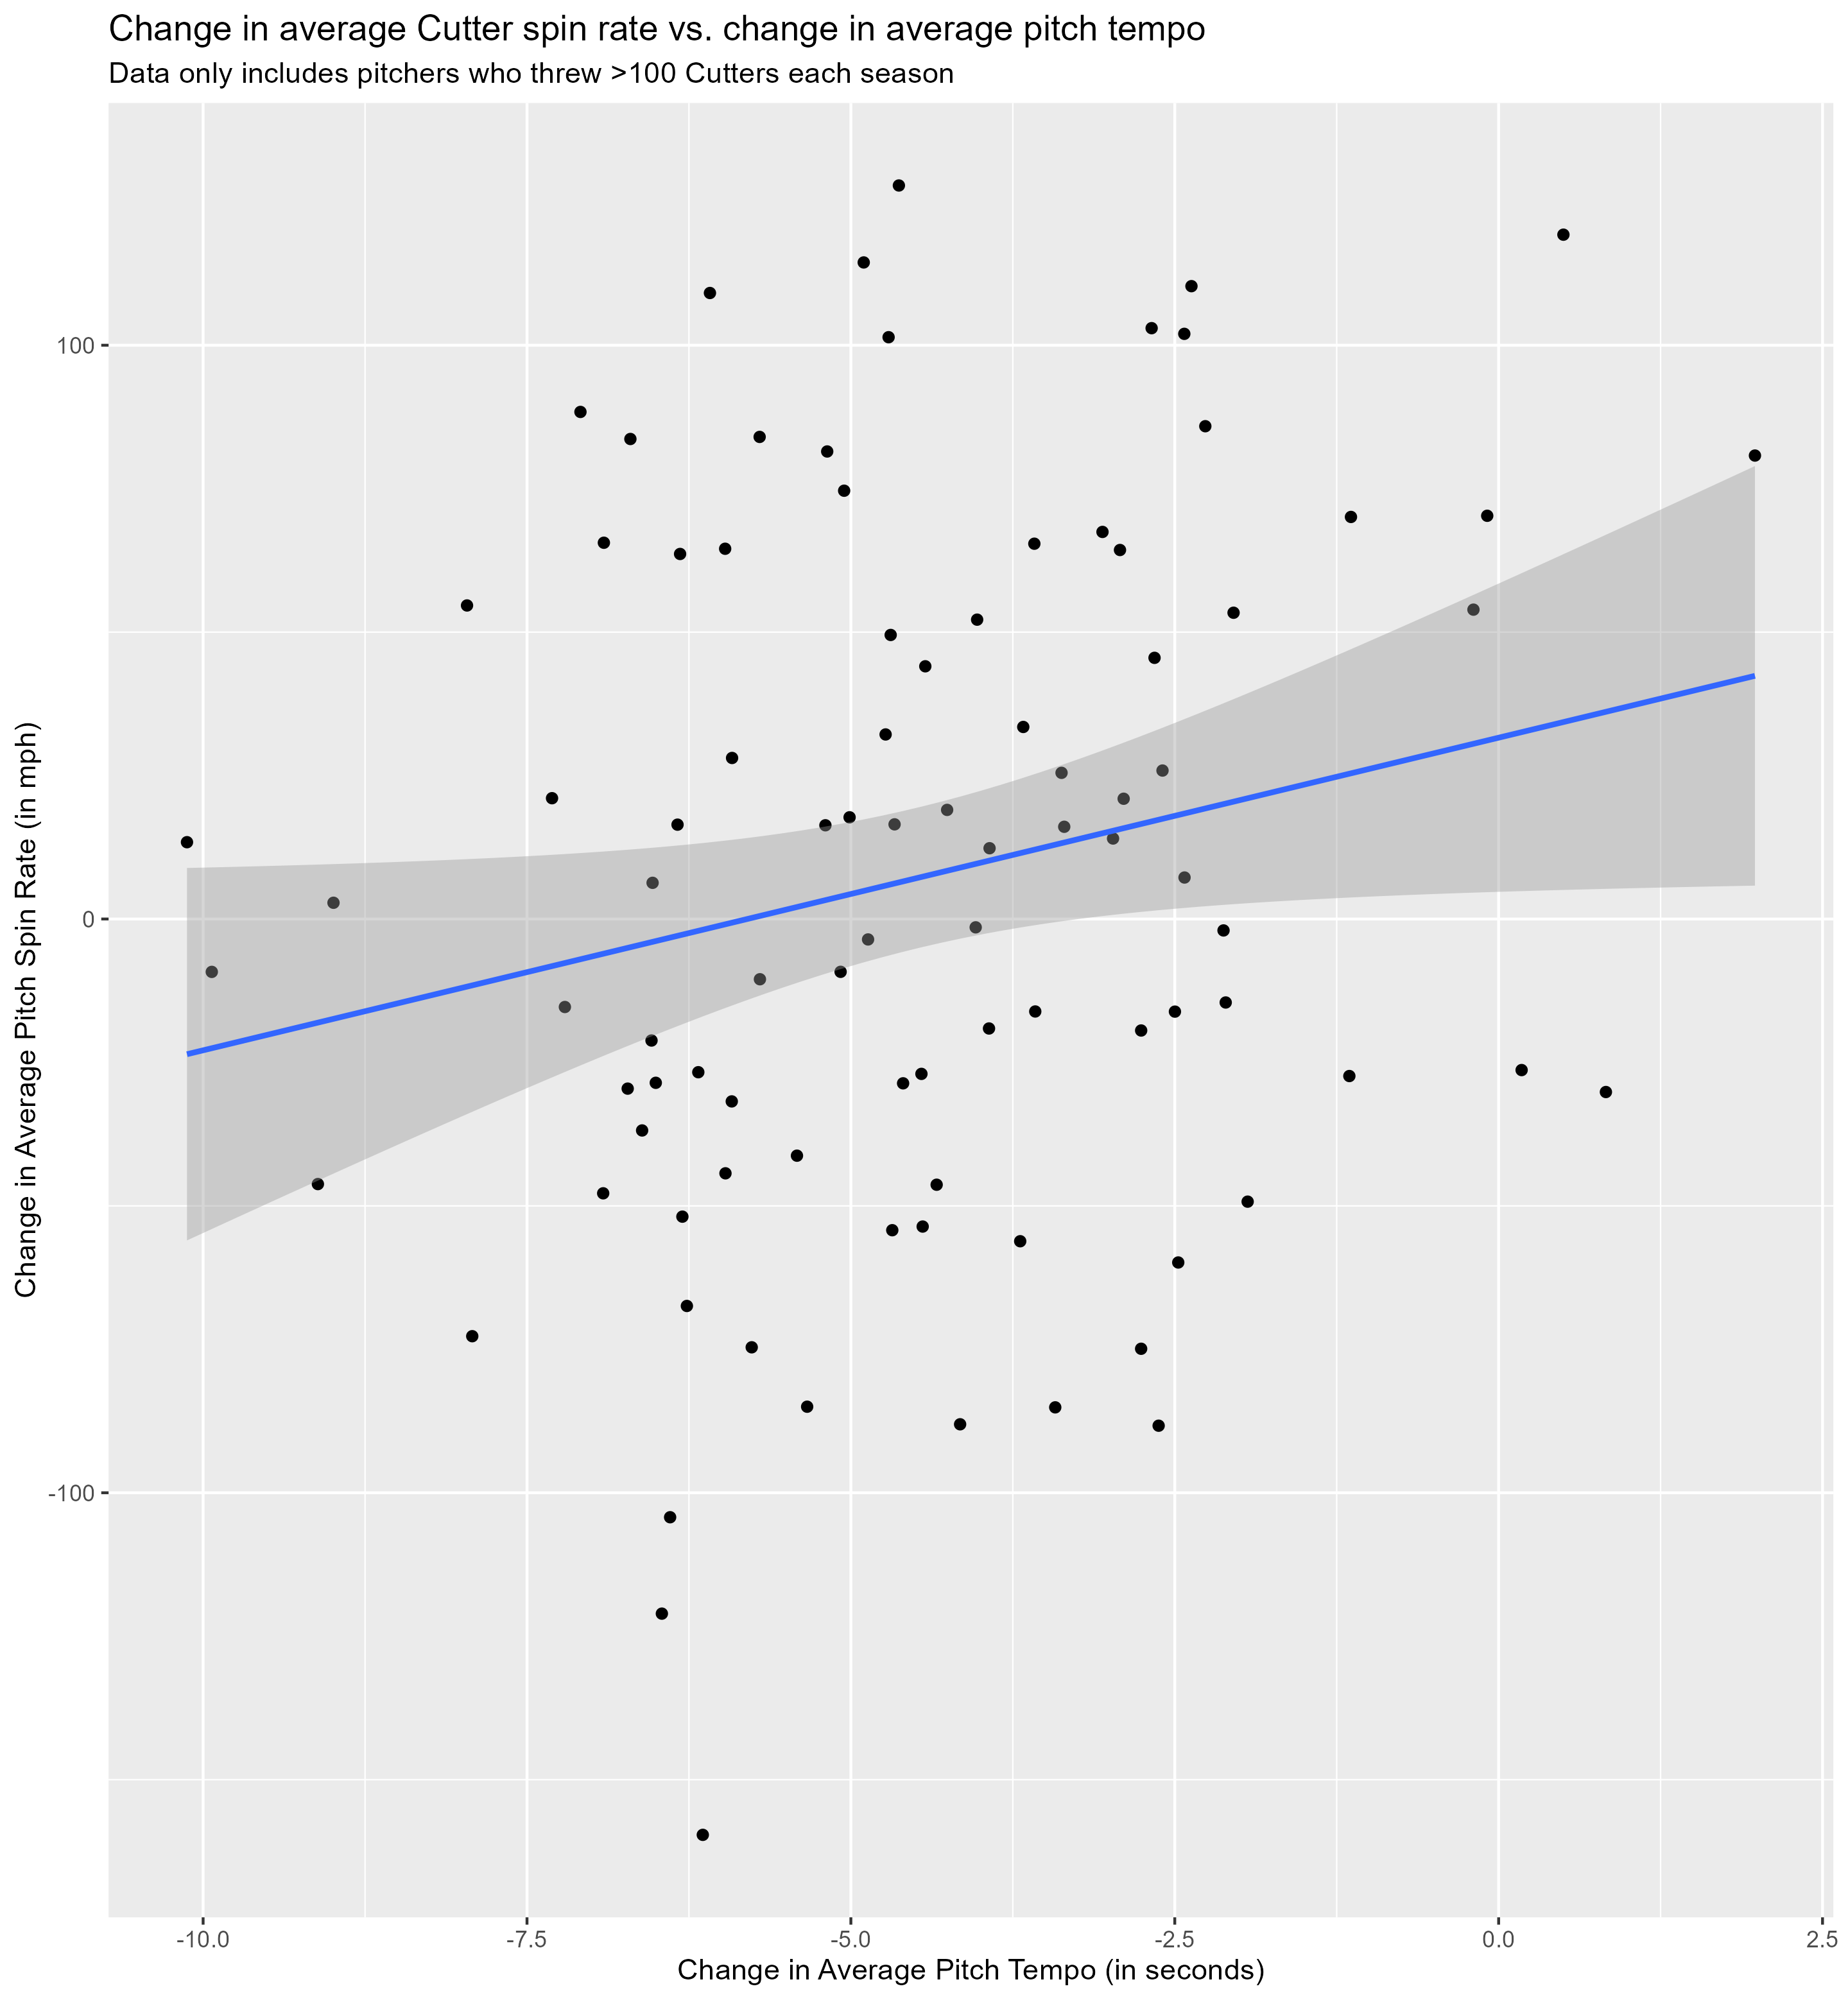 Change in average Cutter spin rate vs. change in average pitch tempo
Data only includes pitchers who threw >100 Cutters each season
Change in Average Pitch Spin Rate (in mph)
100
0
-100
-10.0
-7.5
-5.0
-2.5
0.0
2.5
Change in Average Pitch Tempo (in seconds)